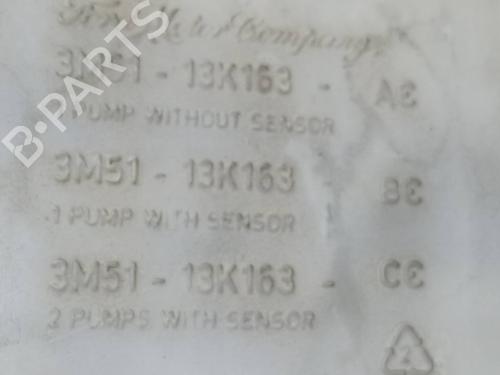 Ford Motor Company
3M51 - 13K163 - AE
1 PUMP WITHOUT SENSOR
3M51 - 13K163 - BE
1 PUMP WITH SENSOR
3M51 - 13K163 - CE
2 PUMPS WITH SENSOR